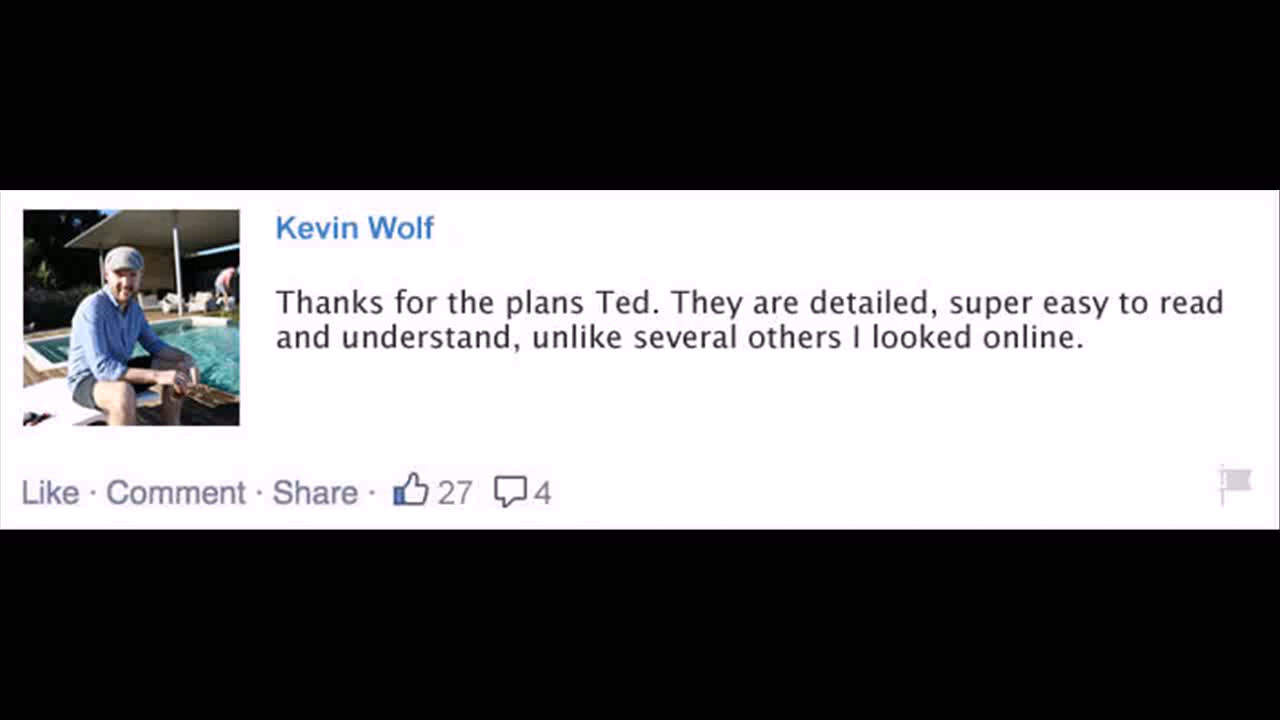 Kevin Wolf
Thanks for the plans Ted. They are detailed, super easy to read
and understand, unlike several others I looked online.
Like · Comment · Share · 27 4